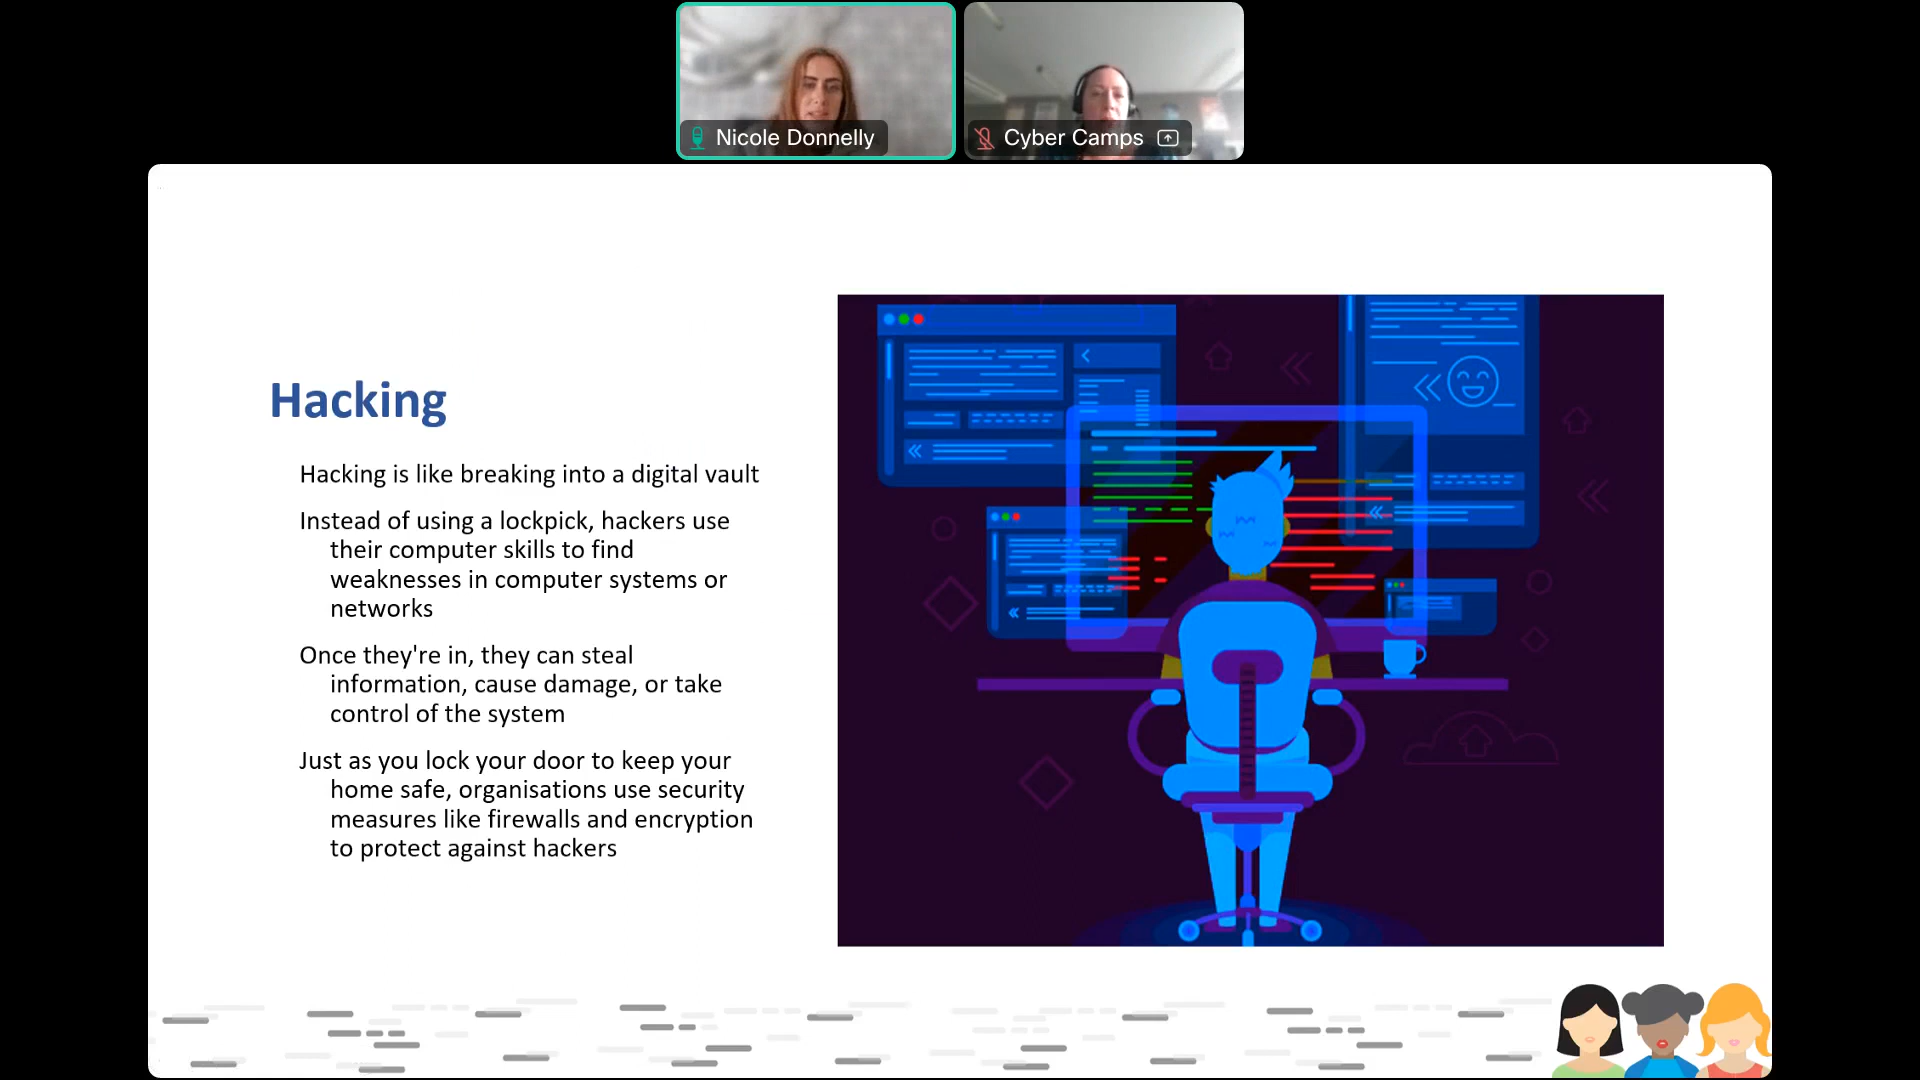 Nicole Donnelly
Cyber Camps
Hacking
Hacking is like breaking into a digital vault
Instead of using a lockpick, hackers use
their computer skills to find
weaknesses in computer systems or
networks
Once they're in, they can steal
information, cause damage, or take
control of the system
Just as you lock your door to keep your
home safe, organisations use security
measures like firewalls and encryption
to protect against hackers